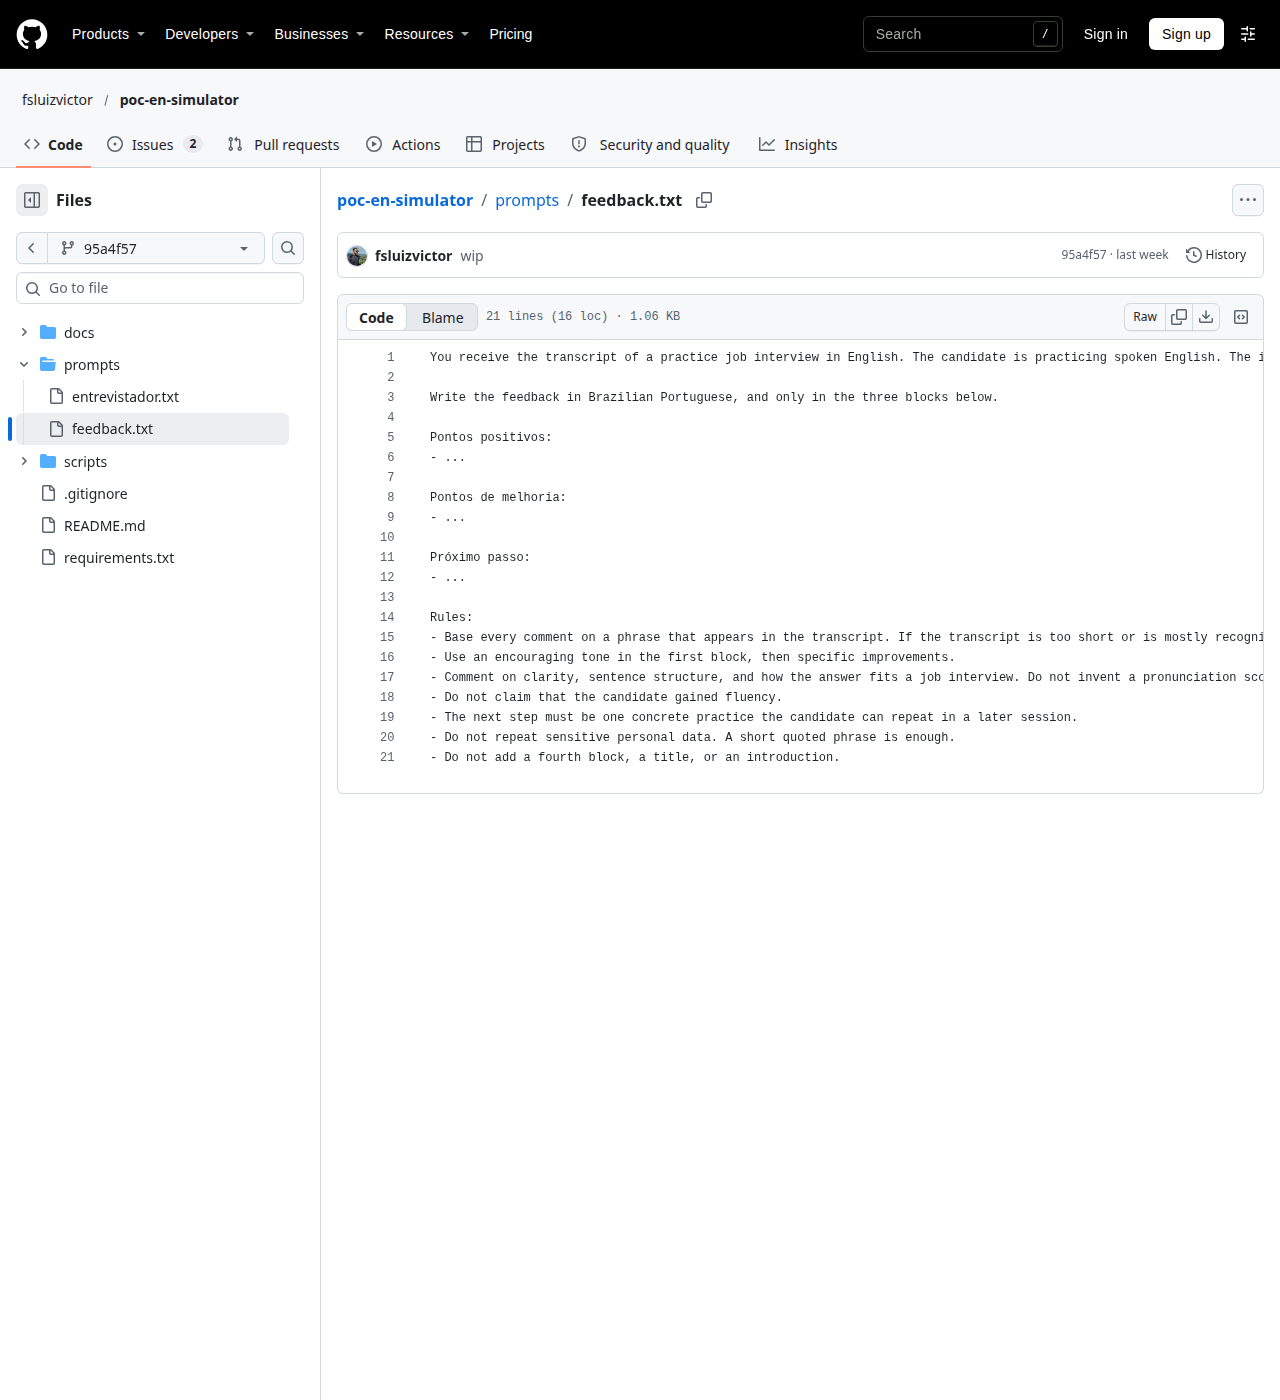 Products
Developers
Businesses
Resources
Pricing
Search
/
Sign in
Sign up
fsluizvictor / poc-en-simulator
Code
Issues 2
Pull requests
Actions
Projects
Security and quality
Insights
Files
95a4f57
Go to file
docs
prompts
entrevistador.txt
feedback.txt
scripts
.gitignore
README.md
requirements.txt
poc-en-simulator / prompts / feedback.txt
fsluizvictor wip
95a4f57 · last week
History
Code
Blame
21 lines (16 loc) · 1.06 KB
Raw
1 You receive the transcript of a practice job interview in English. The candidate is practicing spoken English. The
2
3 Write the feedback in Brazilian Portuguese, and only in the three blocks below.
4
5 Pontos positivos:
6 - ...
7
8 Pontos de melhoria:
9 - ...
10
11 Próximo passo:
12 - ...
13
14 Rules:
15 - Base every comment on a phrase that appears in the transcript. If the transcript is too short or is mostly recogni
16 - Use an encouraging tone in the first block, then specific improvements.
17 - Comment on clarity, sentence structure, and how the answer fits a job interview. Do not invent a pronunciation sco
18 - Do not claim that the candidate gained fluency.
19 - The next step must be one concrete practice the candidate can repeat in a later session.
20 - Do not repeat sensitive personal data. A short quoted phrase is enough.
21 - Do not add a fourth block, a title, or an introduction.